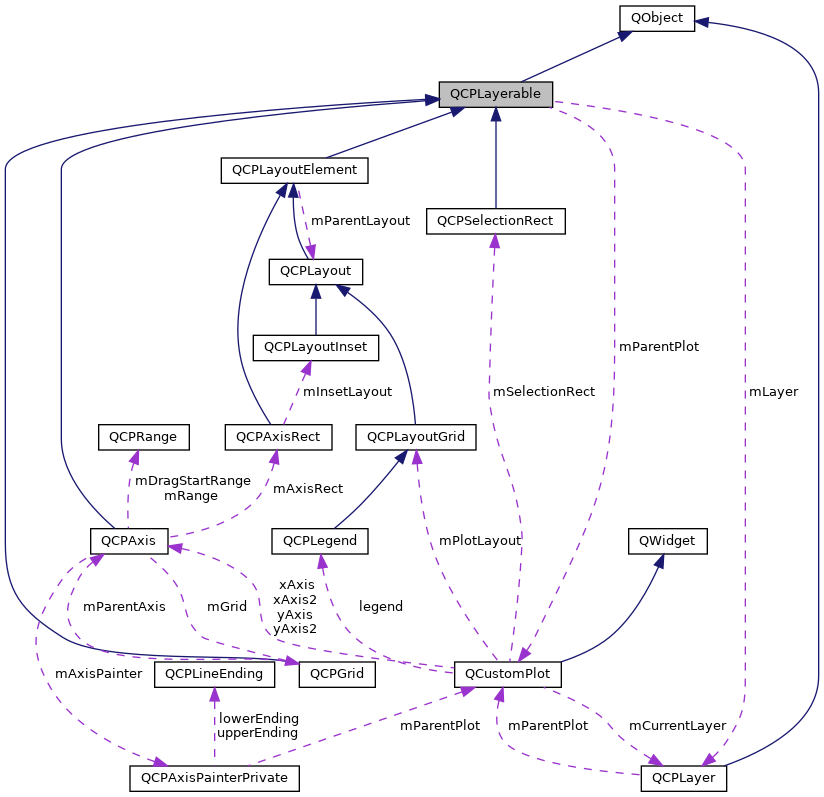 QObject
QCPLayerable
QCPLayoutElement
mParentLayout
QCPSelectionRect
QCPLayout
QCPLayoutInset
mParentPlot
mInsetLayout
mSelectionRect
mLayer
QCPRange
QCPAxisRect
QCPLayoutGrid
mDragStartRange
mRange
mAxisRect
QCPAxis
QCPLegend
mPlotLayout
QWidget
xAxis
xAxis2
yAxis
yAxis2
mParentAxis
mGrid
legend
mAxisPainter
QCPLineEnding
QCPGrid
QCustomPlot
lowerEnding
upperEnding
mParentPlot
mParentPlot
mCurrentLayer
QCPAxisPainterPrivate
QCPLayer